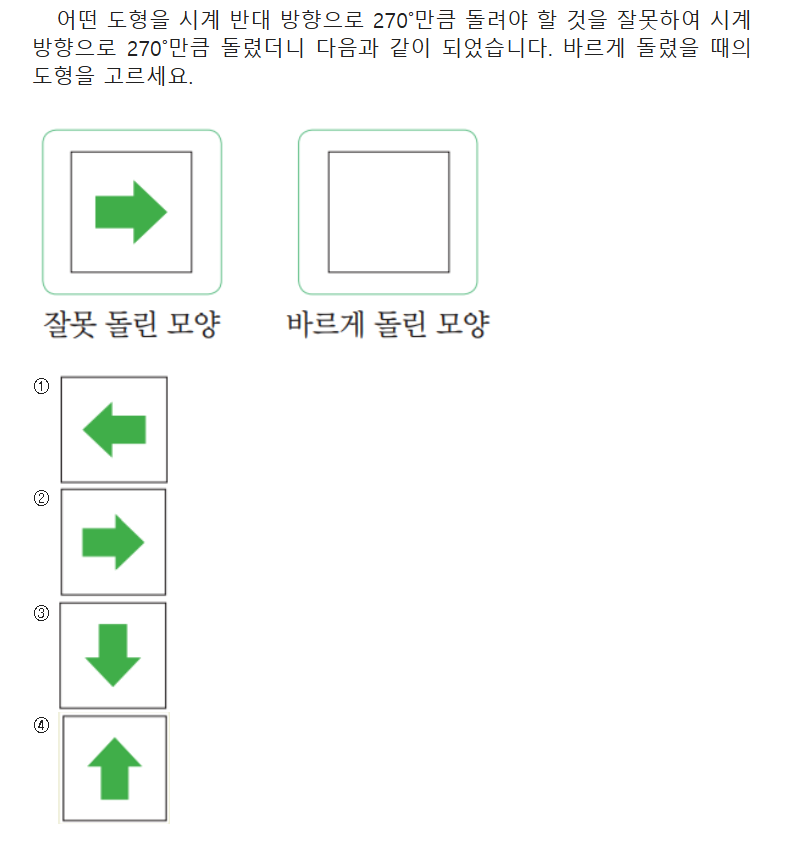 어떤 도형을 시계 반대 방향으로 270°만큼 돌려야 할 것을 잘못하여 시계
방향으로 270°만큼 돌렸더니 다음과 같이 되었습니다. 바르게 돌렸을 때의
도형을 고르세요.
잘못 돌린 모양
바르게 돌린 모양
①
②
③
④